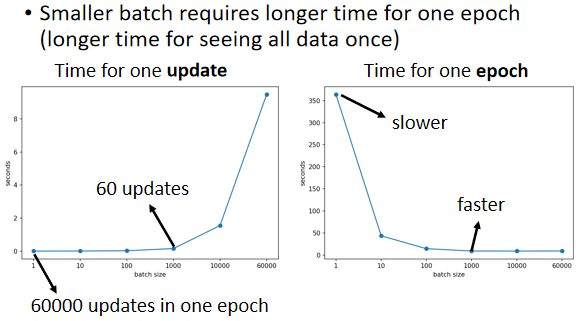 • Smaller batch requires longer time for one epoch
(longer time for seeing all data once)
Time for one update
8
6
4
2
0
seconds
1 10 100 1000 10000 60000
batch size
60 updates
60000 updates in one epoch
Time for one epoch
350
300
250
200
150
100
50
0
seconds
1 10 100 1000 10000 60000
batch size
slower
faster